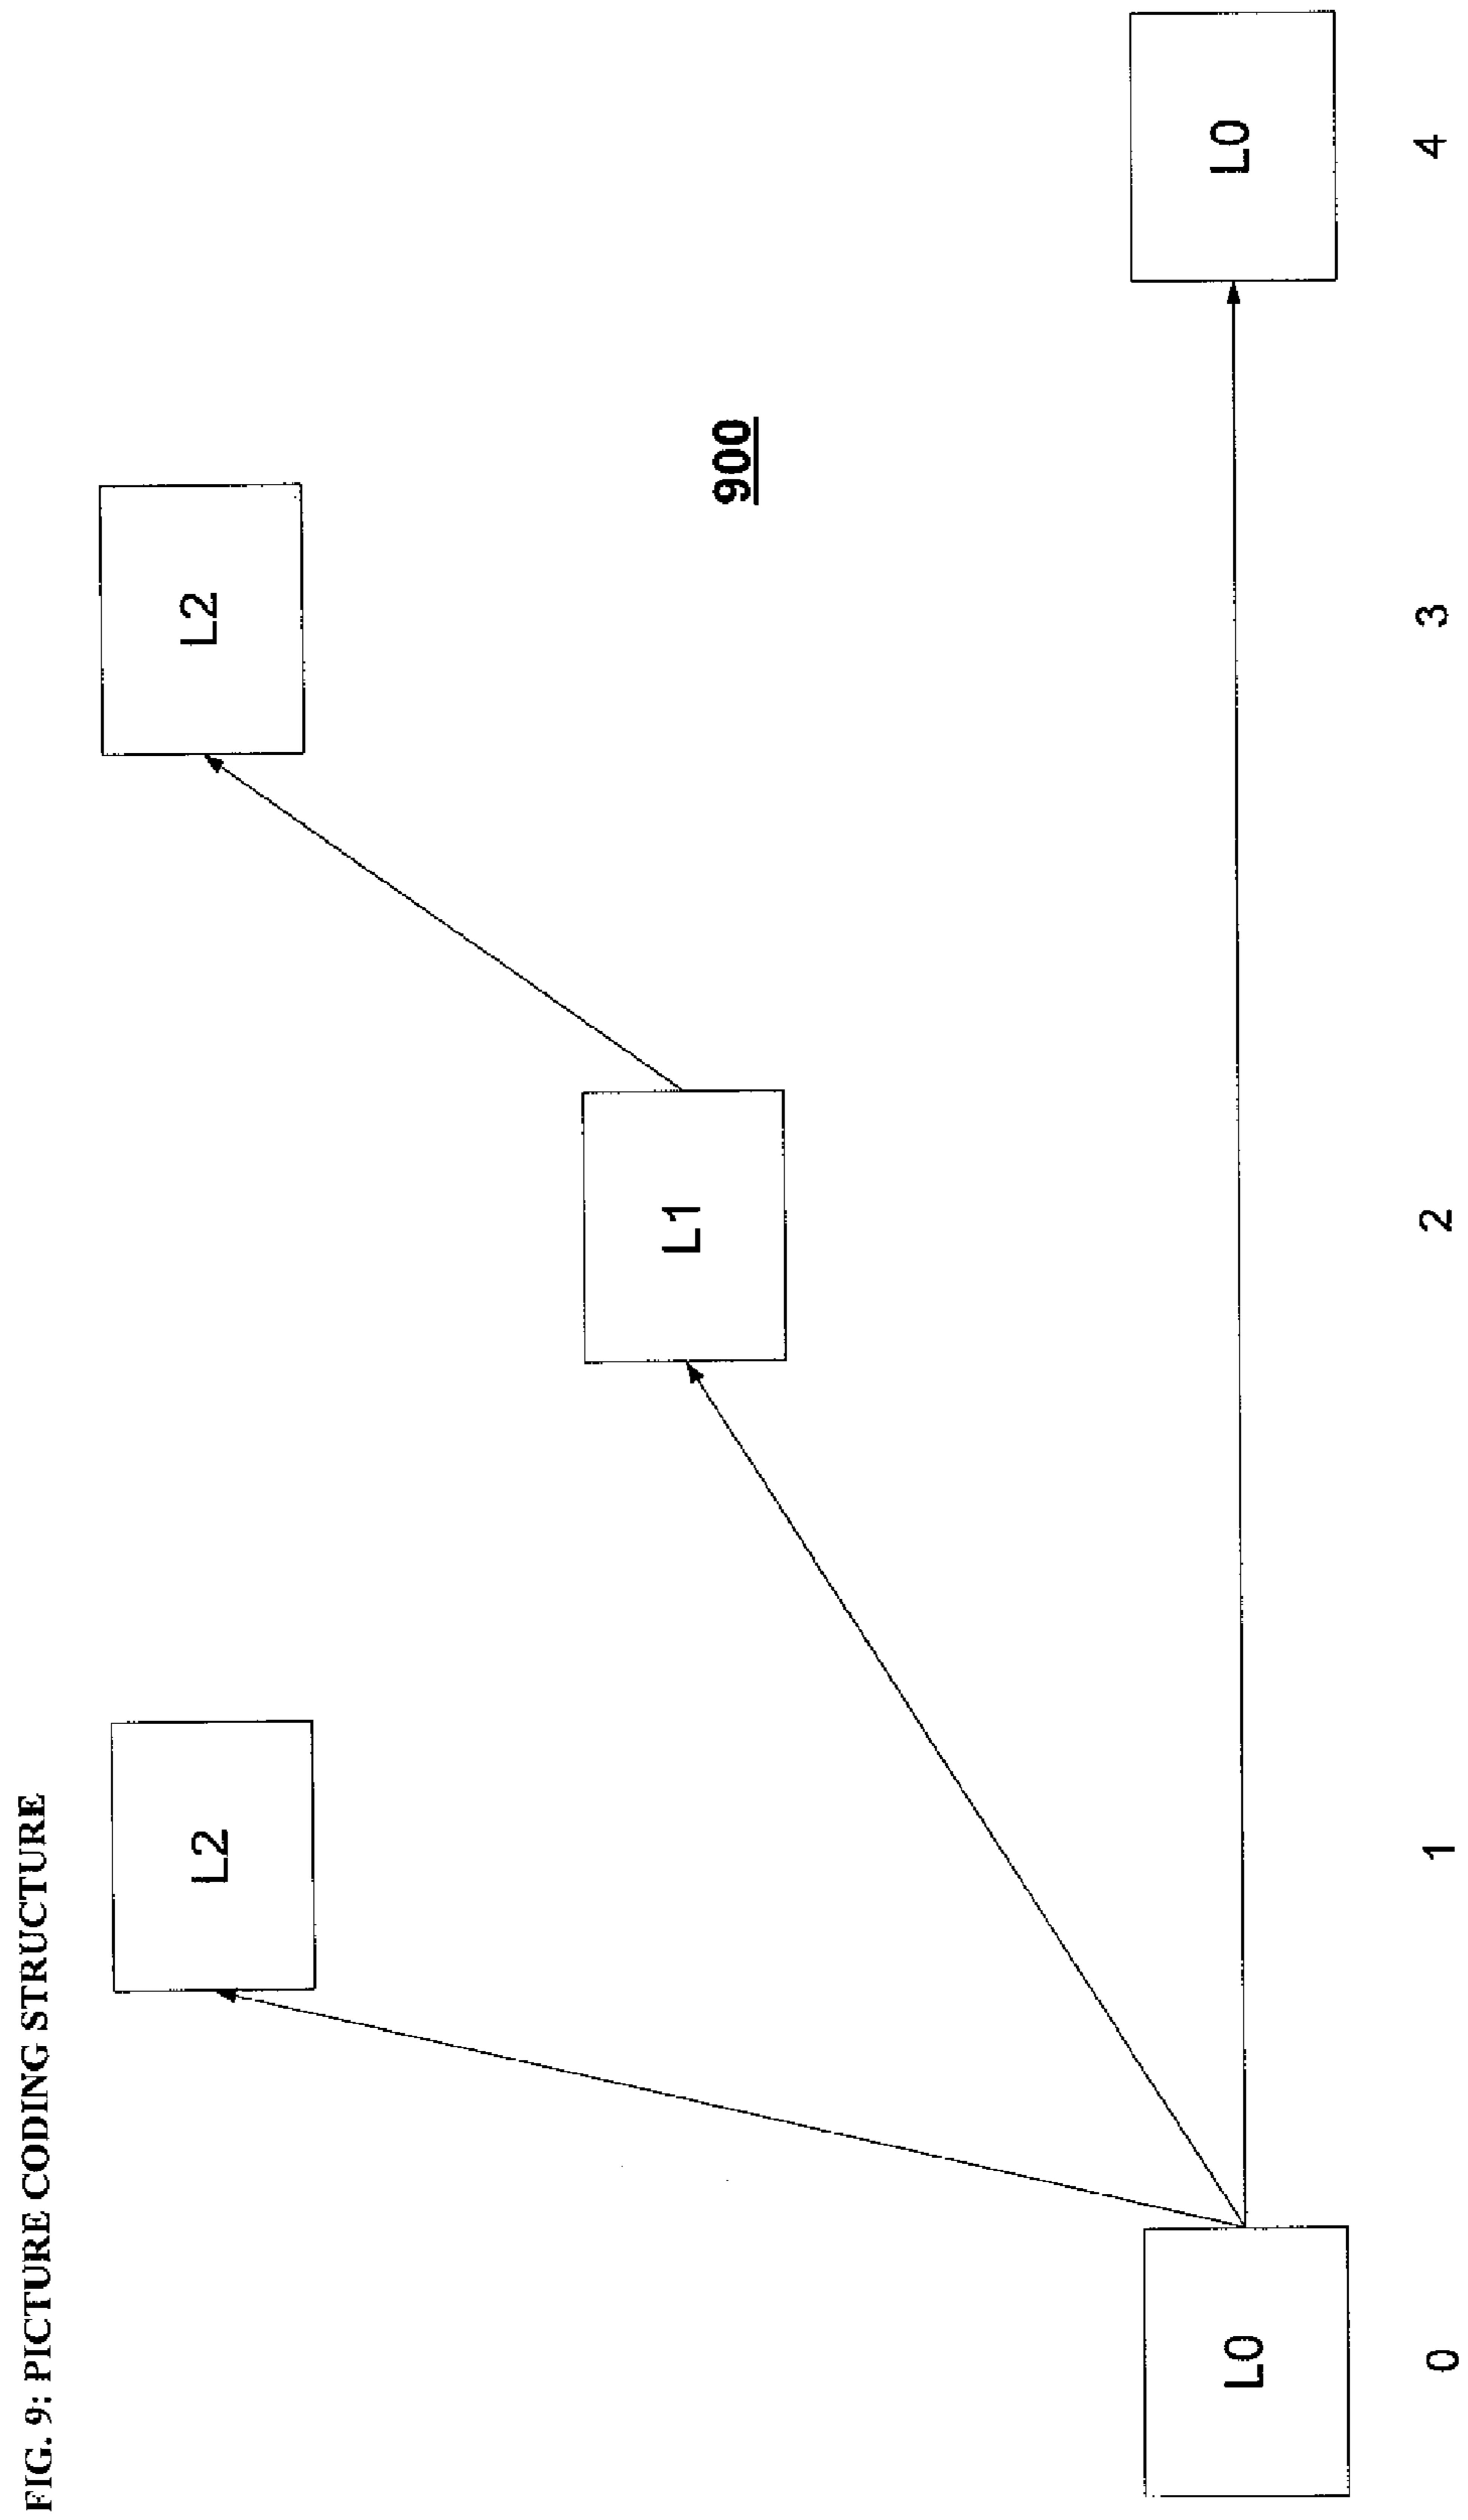 FIG. 9: PICTURE CODING STRUCTURE
L2
L2
L1
900
L0
L0
0
1
2
3
4